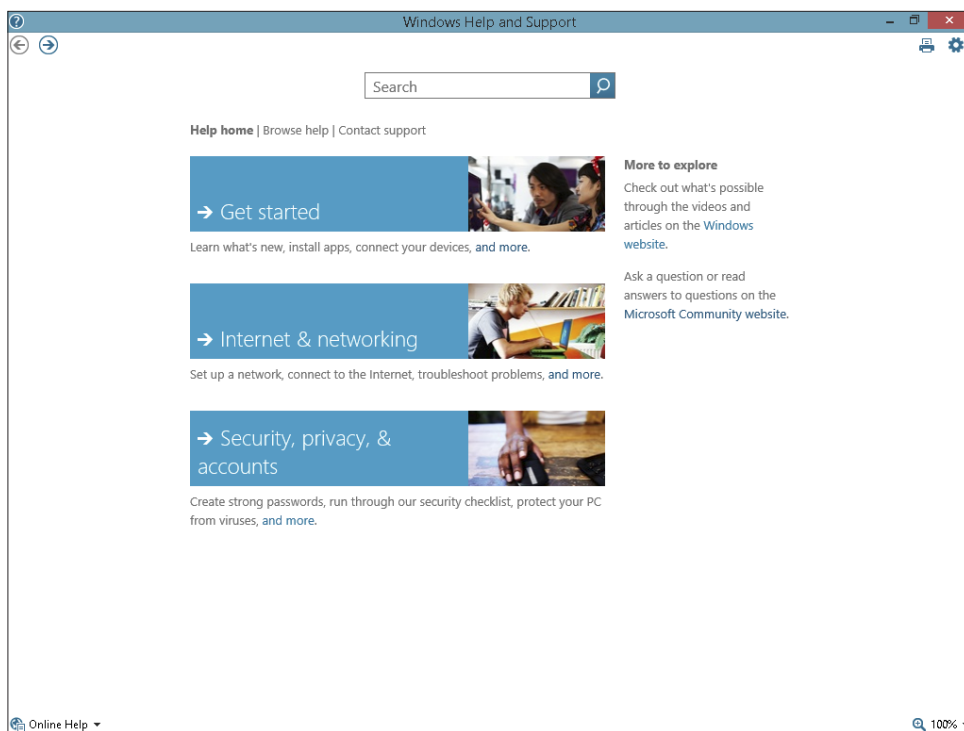 Windows Help and Support
Search
Help home | Browse help | Contact support
→ Get started
Learn what's new, install apps, connect your devices, and more.
→ Internet & networking
Set up a network, connect to the Internet, troubleshoot problems, and more.
→ Security, privacy, &
accounts
Create strong passwords, run through our security checklist, protect your PC
from viruses, and more.
More to explore
Check out what's possible
through the videos and
articles on the Windows
website.
Ask a question or read
answers to questions on the
Microsoft Community website.
Online Help
100%